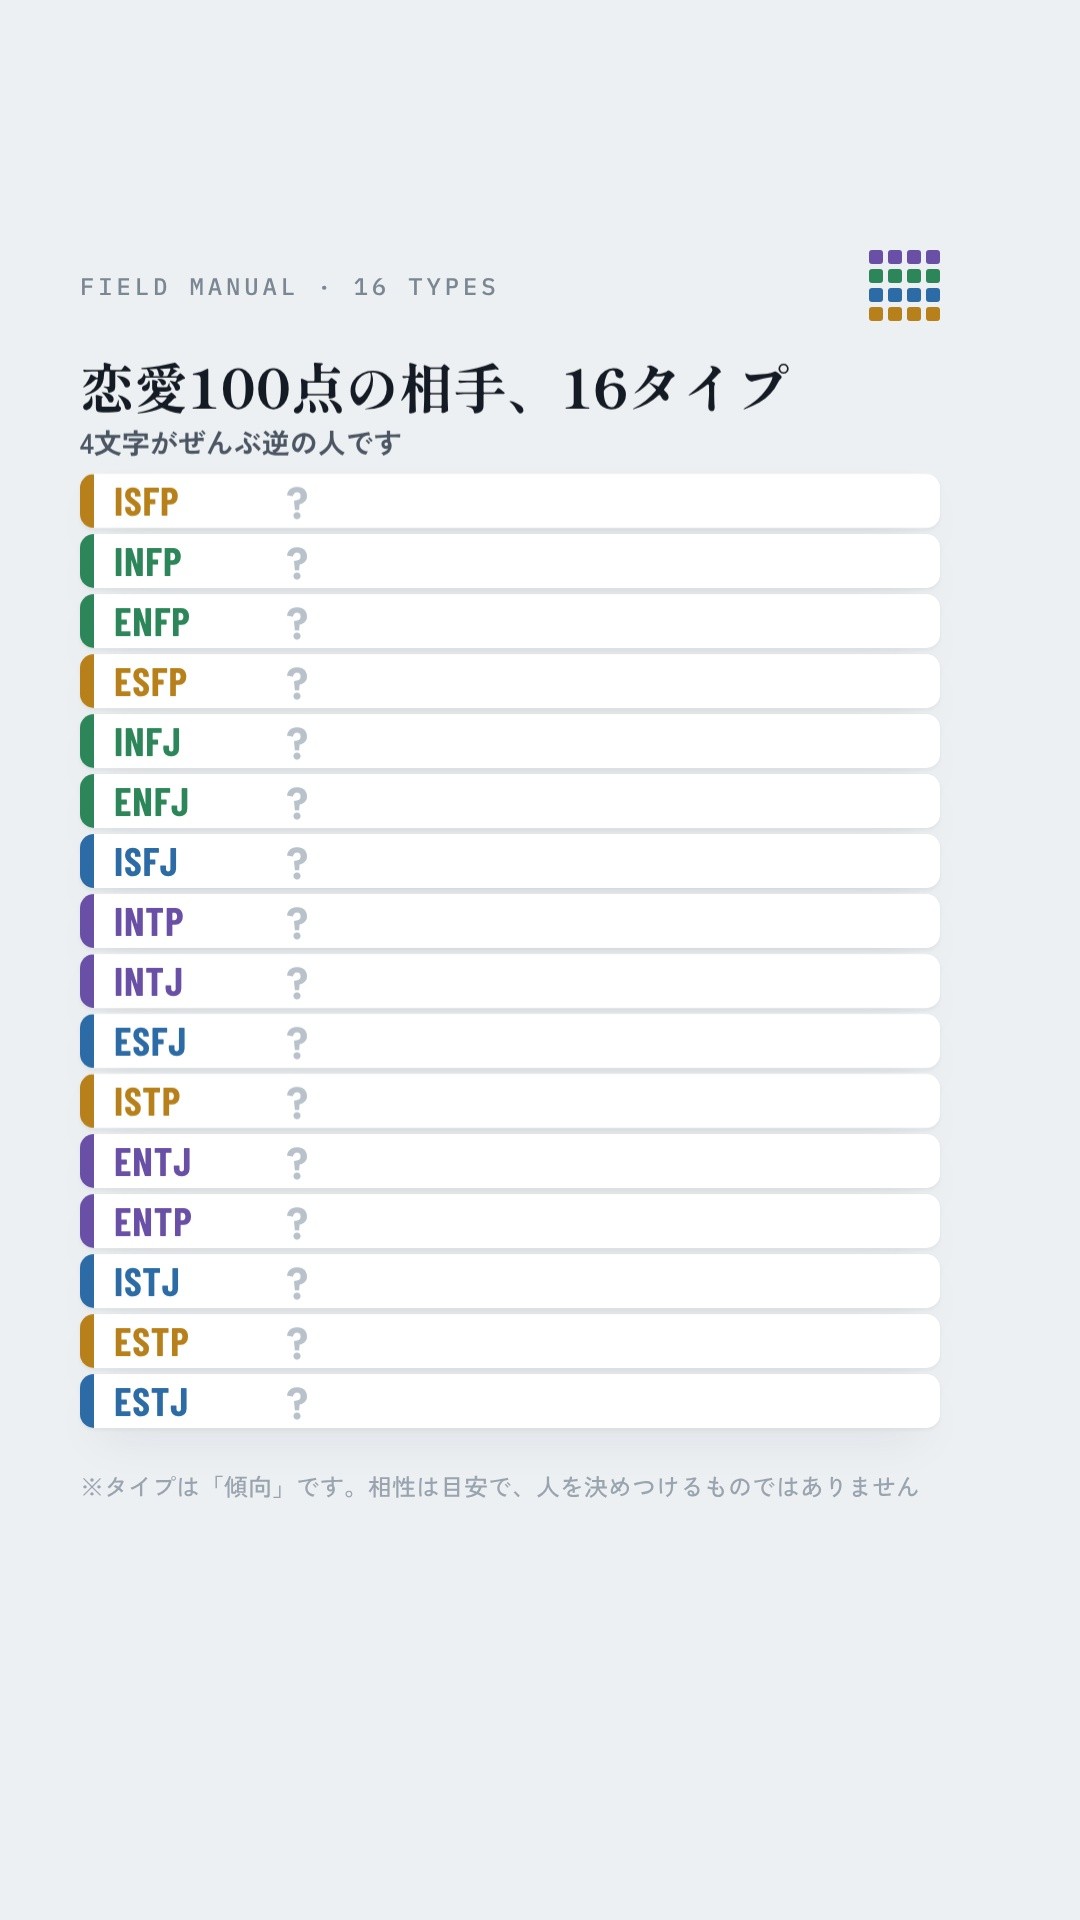 FIELD MANUAL · 16 TYPES
恋愛100点の相手、16タイプ
4文字がぜんぶ逆の人です
ISFP ?
INFP ?
ENFP ?
ESFP ?
INFJ ?
ENFJ ?
ISFJ ?
INTP ?
INTJ ?
ESFJ ?
ISTP ?
ENTJ ?
ENTP ?
ISTJ ?
ESTP ?
ESTJ ?
※タイプは「傾向」です。相性は目安で、人を決めつけるものではありません